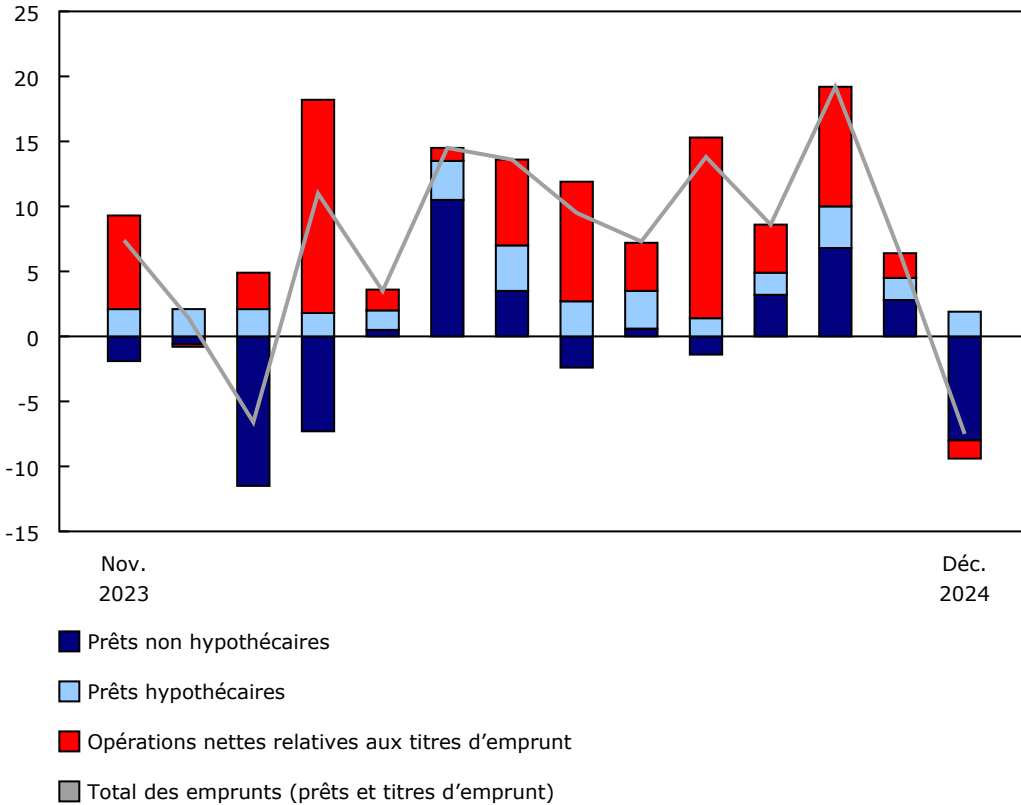 25
20
15
10
5
0
-5
-10
-15
Nov.
2023
Déc.
2024
Prêts non hypothécaires
Prêts hypothécaires
Opérations nettes relatives aux titres d’emprunt
Total des emprunts (prêts et titres d’emprunt)